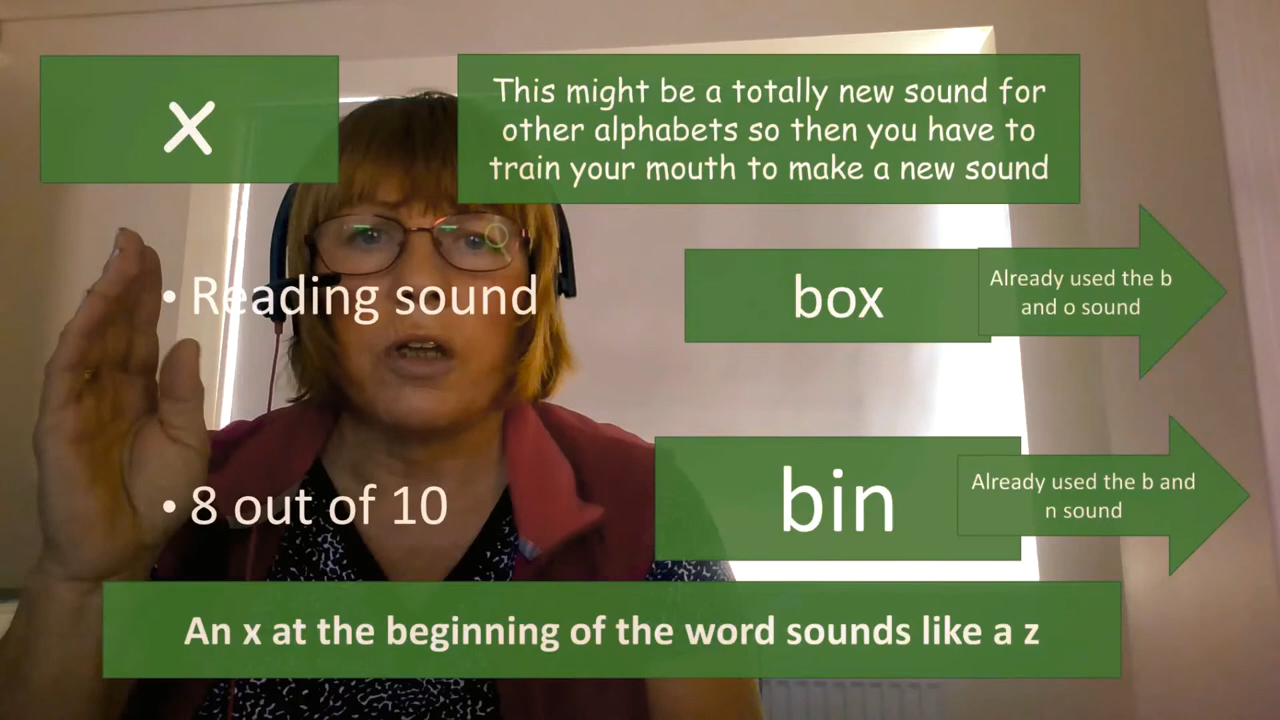 x
This might be a totally new sound for
other alphabets so then you have to
train your mouth to make a new sound
• Reading sound
box
Already used the b
and o sound
• 8 out of 10
bin
Already used the b and
n sound
An x at the beginning of the word sounds like a z